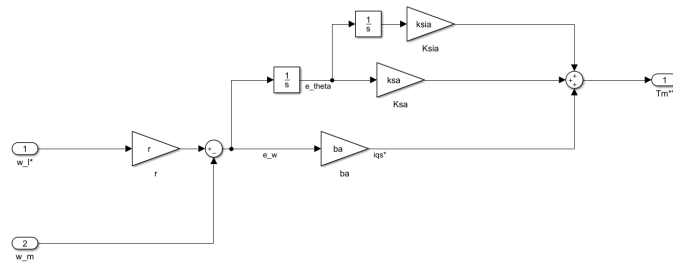 1
s
ksia
Ksia
1
s
e_theta
ksa
Ksa
+
+
+
1
Tm*'
1
w_l*
r
r
+
−
e_w
ba
ba
iqs*
2
w_m